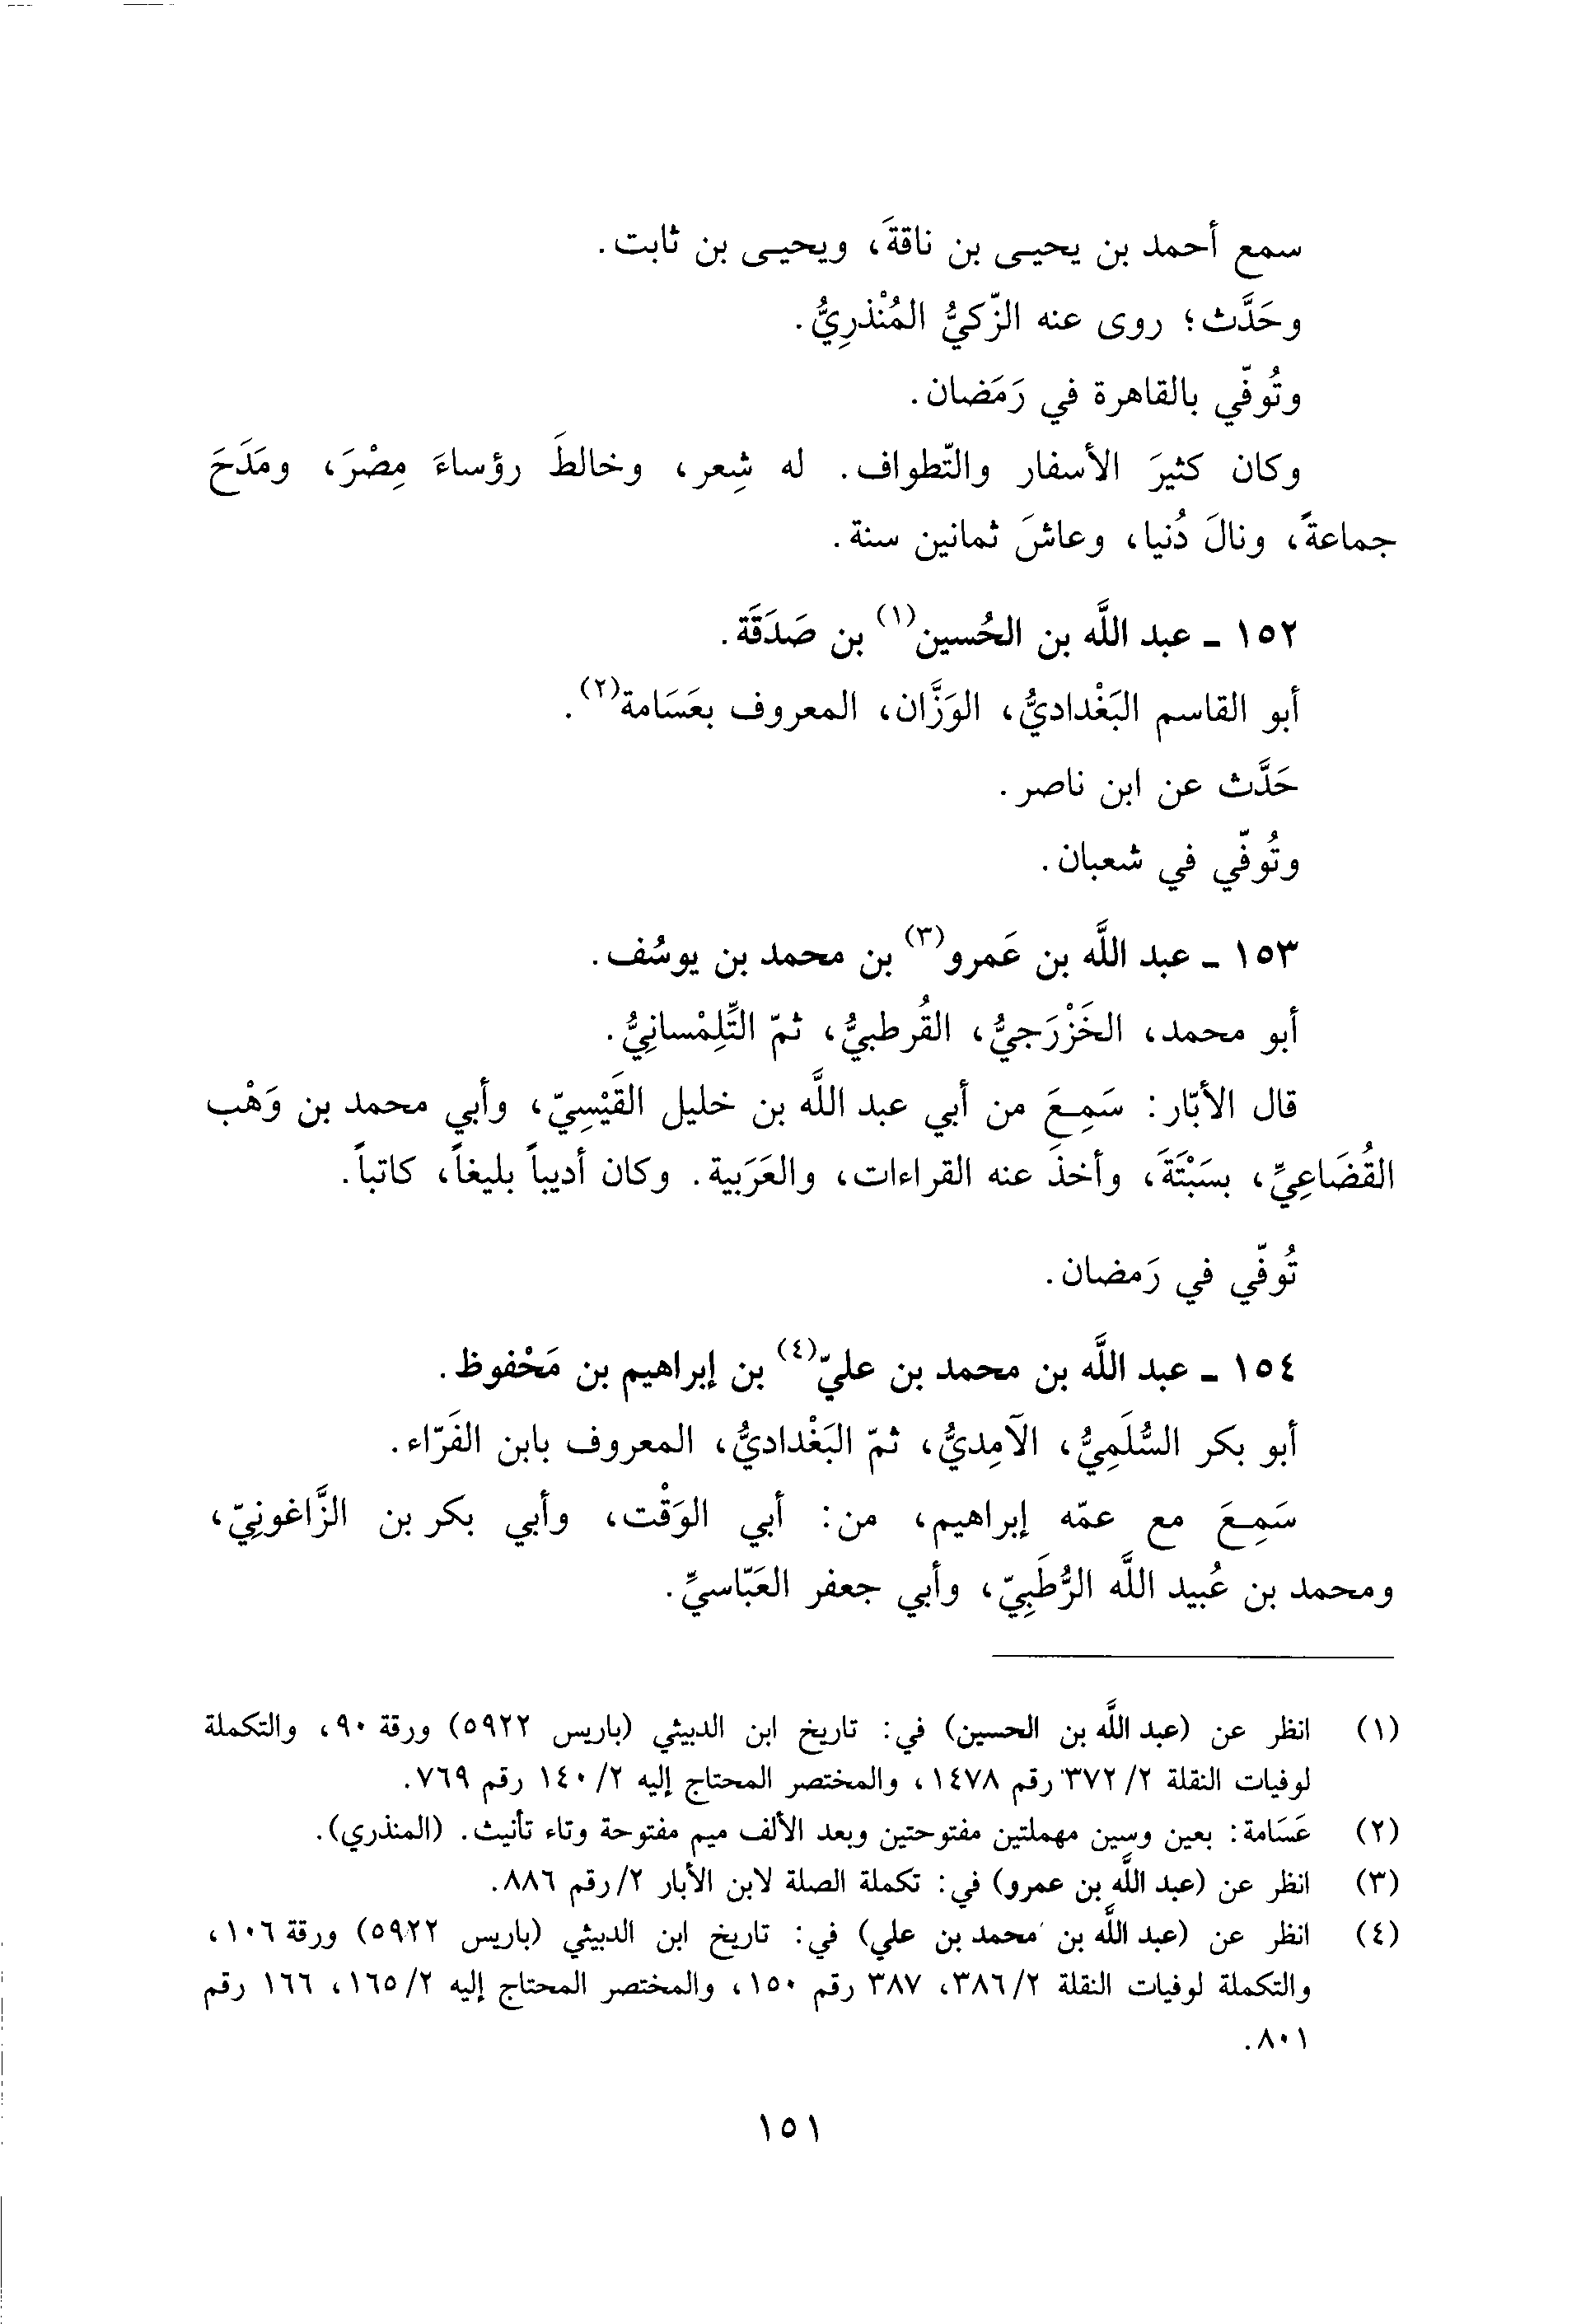 سمع أحمد بن يحيـى بن ناقةَ، ويحيـى بن ثابت.
وحَدَّث؛ روى عنه الزّكيُّ المُنْذرِيُّ.
وتُوفّي بالقاهرة في رَمَضان.
وكان كثيرَ الأسفار والتّطواف. له شِعر، وخالطَ رؤساءَ مِصْرَ، ومَدَحَ
جماعةً، ونالَ دُنيا، وعاشَ ثمانين سنة.
١٥٢ ـ عبد اللَّه بن الحُسين(١) بن صَدَقَة.
أبو القاسم البَغْداديُّ، الوَزَّان، المعروف بعَسَامة(٢).
حَدَّث عن ابن ناصر.
وتُوفّي في شعبان.
١٥٣ ـ عبد اللَّه بن عَمرو(٣) بن محمد بن يوسُف.
أبو محمد، الخَزْرَجيُّ، القُرطبيُّ، ثمّ التِّلِمْسانِيُّ.
قال الأبّار: سَمِـعَ من أبي عبد اللَّه بن خليل القَيْسِيّ، وأبي محمد بن وَهْب
القُضَاعِيِّ، بسَبْتَةَ، وأخذَ عنه القراءات، والعَرَبية. وكان أديباً بليغاً، كاتباً.
تُوفّي في رَمضان.
١٥٤ ـ عبد اللَّه بن محمد بن عليّ(٤) بن إبراهيم بن مَحْفوظ.
أبو بكر السُّلَمِيُّ، الآمِديُّ، ثمّ البَغْداديُّ، المعروف بابن الفَرّاء.
سَمِـعَ مع عمّه إبراهيم، من: أبي الوَقْت، وأبي بكر بن الزَّاغونِيّ،
ومحمد بن عُبيد اللَّه الرُّطَبِيّ، وأبي جعفر العَبّاسيِّ.
(١) انظر عن (عبد اللَّه بن الحسين) في: تاريخ ابن الدبيثي (باريس ٥٩٢٢) ورقة ٩٠، والتكملة
لوفيات النقلة ٢/ ٣٧٢ رقم ١٤٧٨، والمختصر المحتاج إليه ٢/ ١٤٠ رقم ٧٦٩.
(٢) عَسَامة: بعين وسين مهملتين مفتوحتين وبعد الألف ميم مفتوحة وتاء تأنيث. (المنذري).
(٣) انظر عن (عبد اللَّه بن عمرو) في: تكملة الصلة لابن الأبار ٢/رقم ٨٨٦.
(٤) انظر عن (عبد اللَّه بن محمد بن علي) في: تاريخ ابن الدبيثي (باريس ٥٩٢٢) ورقة ١٠٦،
والتكملة لوفيات النقلة ٢/ ٣٨٦، ٣٨٧ رقم ١٥٠، والمختصر المحتاج إليه ٢/ ١٦٥، ١٦٦ رقم
٨٠١.
١٥١